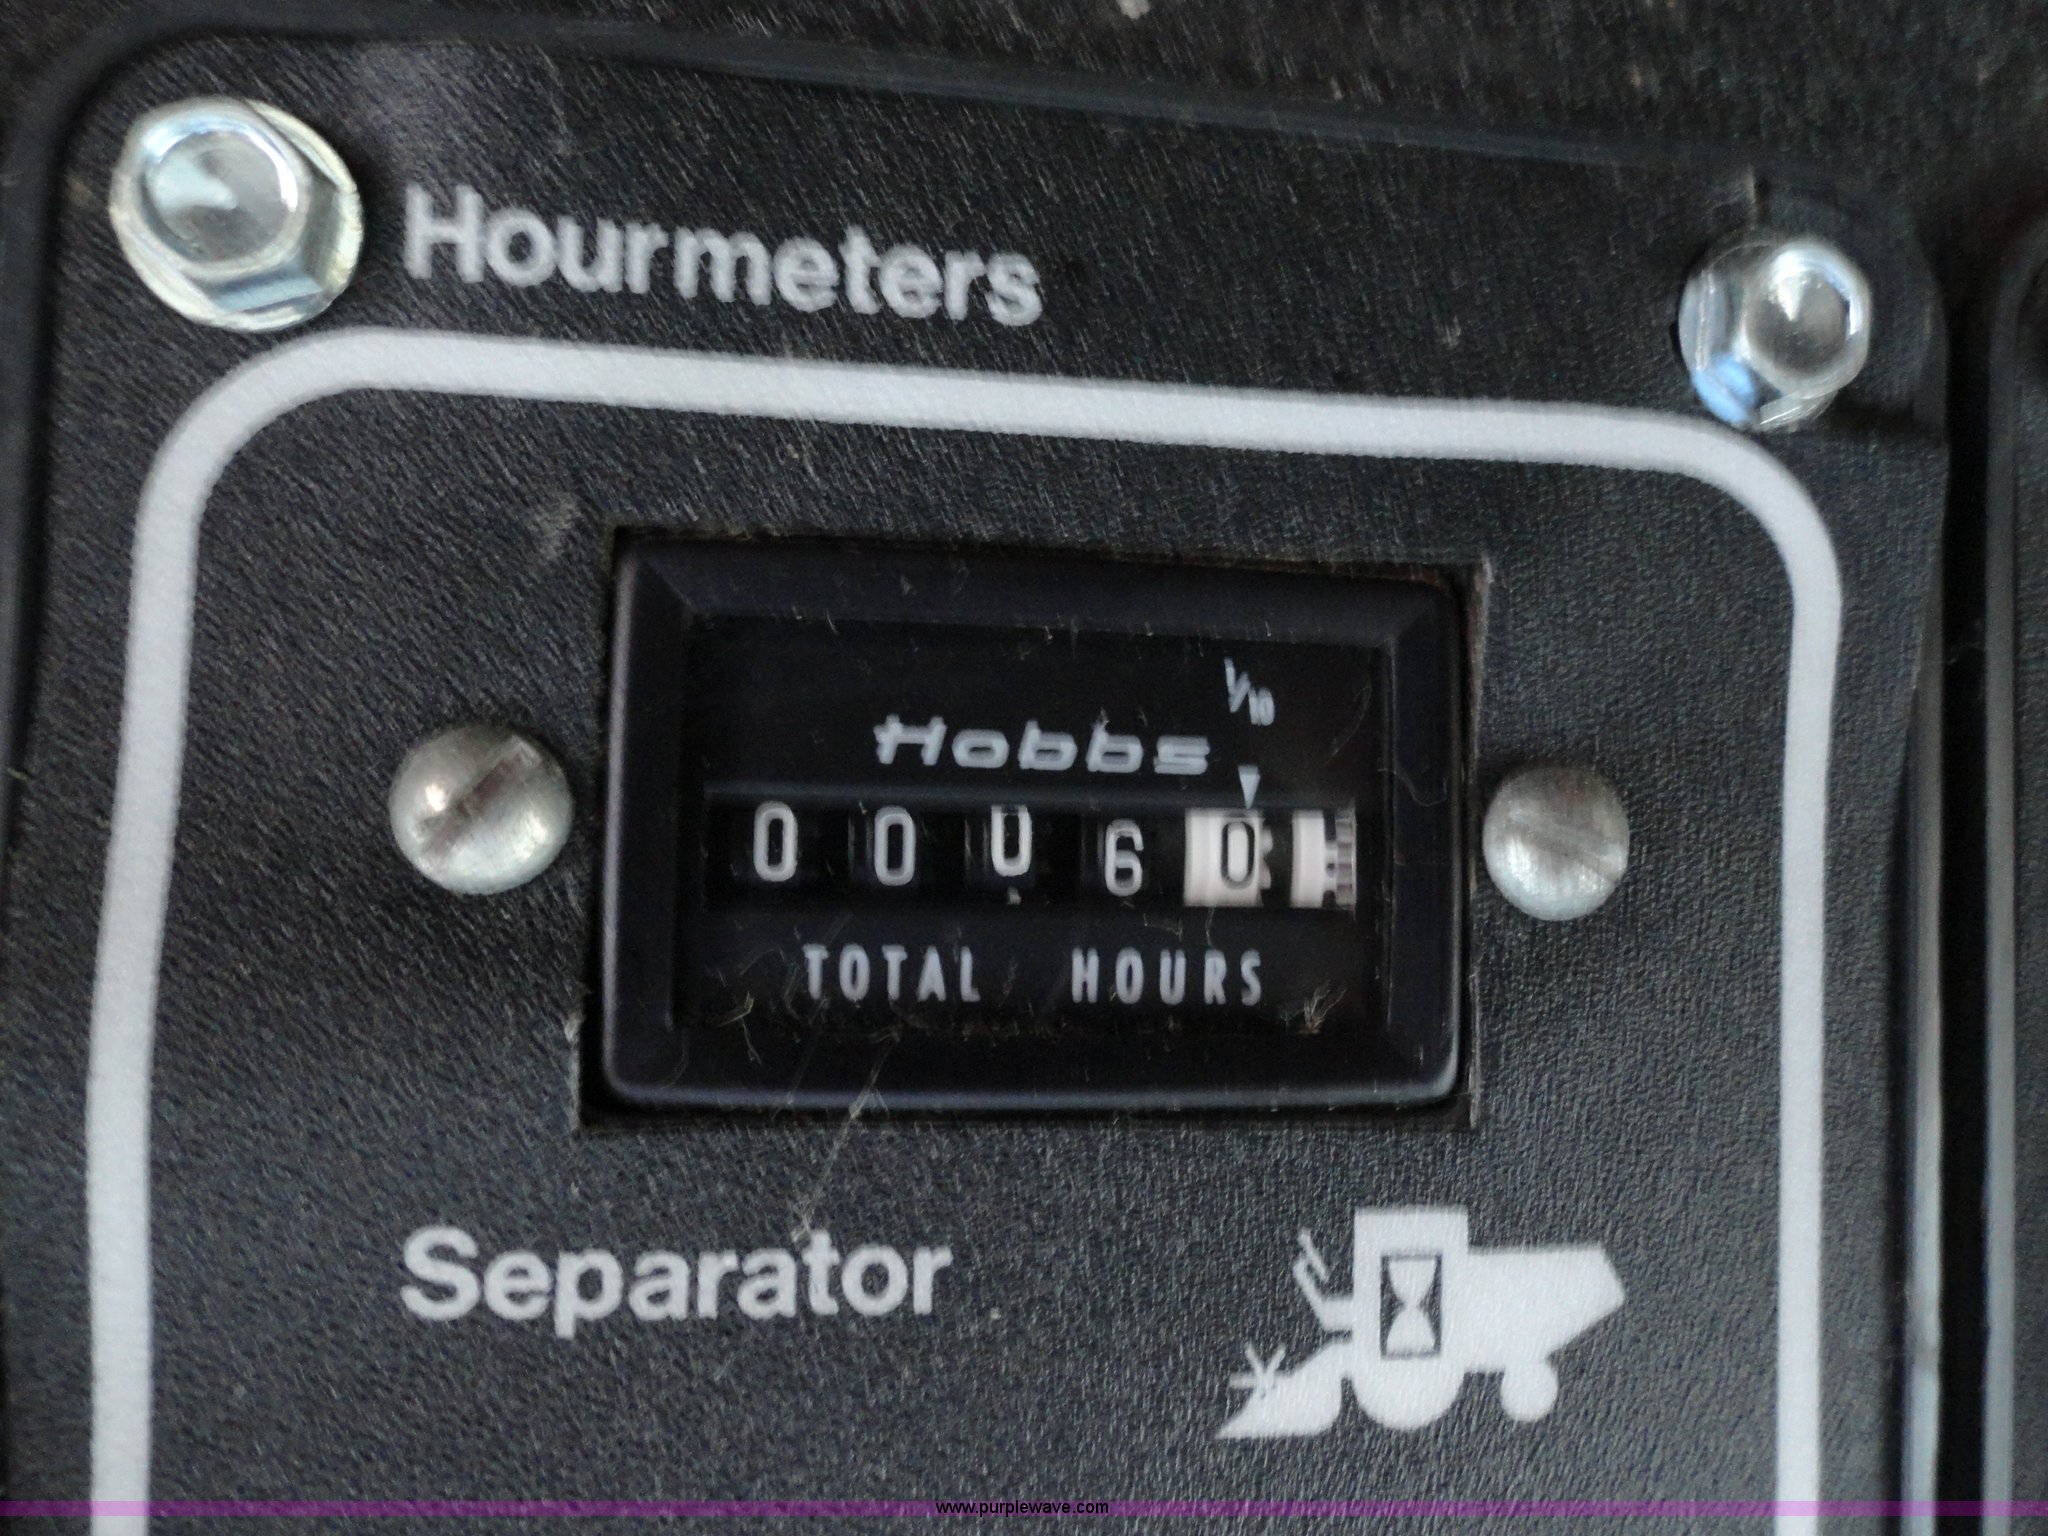 Hourmeters
1/10
Hobbs
0 0 0 6 0
TOTAL HOURS
Separator
www.purplewave.com